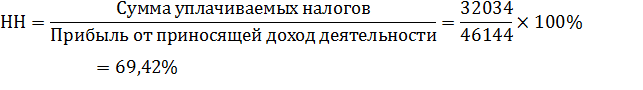 НН = Сумма уплачиваемых налогов / Прибыль от приносящей доход деятельности = 32034 / 46144 × 100%
= 69,42%